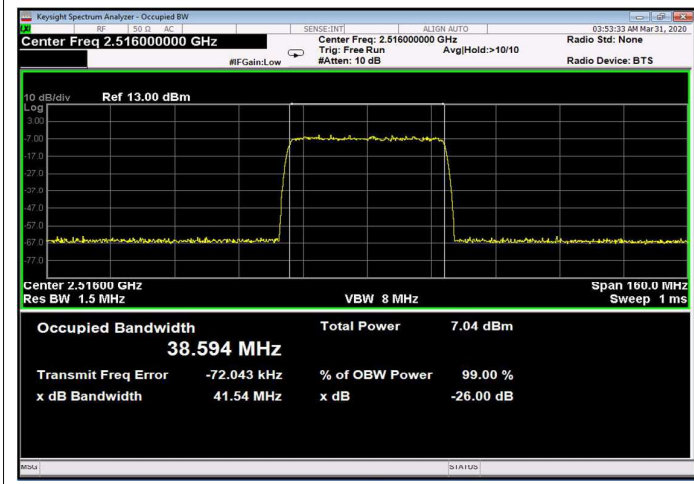 Keysight Spectrum Analyzer - Occupied BW
RF 50 Ω AC SENSE:INT ALIGN AUTO 03:53:33 AM Mar 31, 2020
Center Freq 2.516000000 GHz Center Freq: 2.516000000 GHz Radio Std: None
Trig: Free Run Avg|Hold:>10/10
#IFGain:Low #Atten: 10 dB Radio Device: BTS
10 dB/div Ref 13.00 dBm
Log
3.00
-7.00
-17.0
-27.0
-37.0
-47.0
-57.0
-67.0
-77.0
Center 2.51600 GHz Span 160.0 MHz
Res BW 1.5 MHz VBW 8 MHz Sweep 1 ms
Occupied Bandwidth Total Power 7.04 dBm
38.594 MHz
Transmit Freq Error -72.043 kHz % of OBW Power 99.00 %
x dB Bandwidth 41.54 MHz x dB -26.00 dB
MSG STATUS